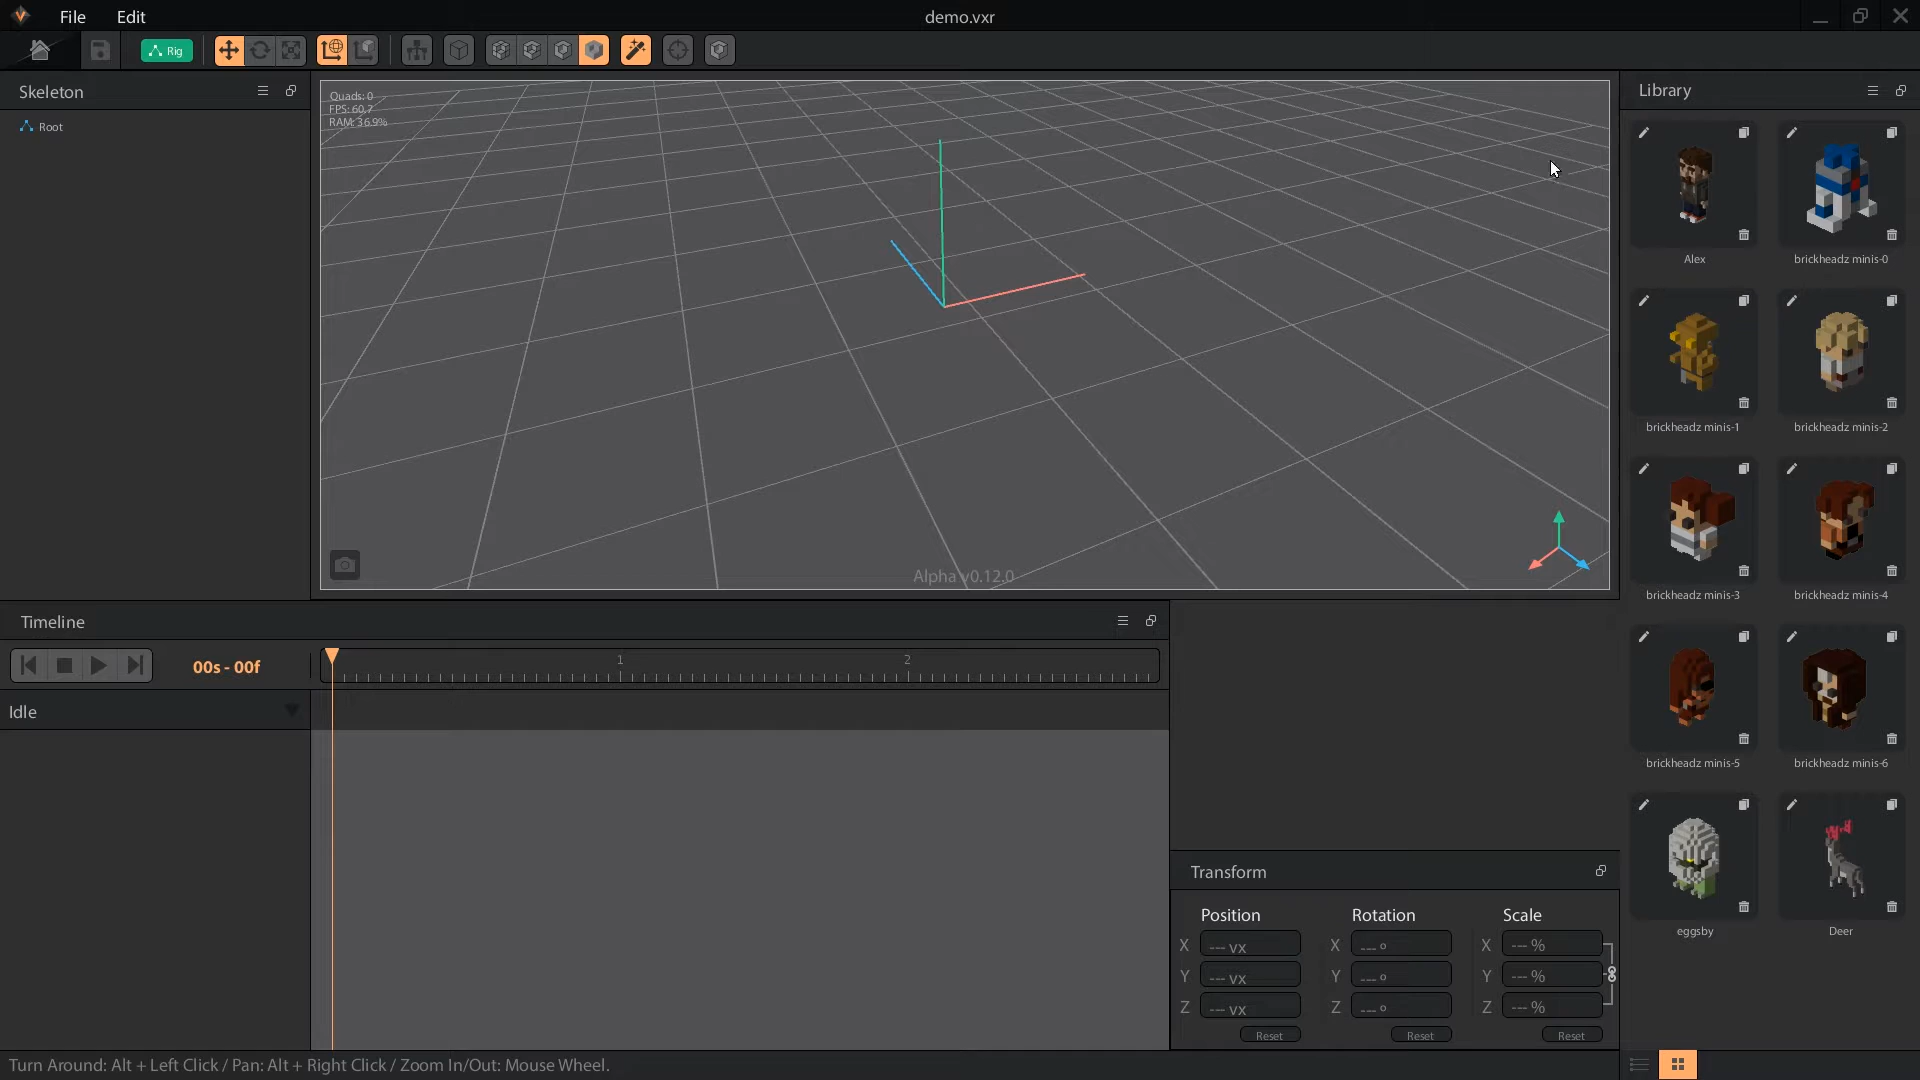 File Edit
demo.vxr
Rig
Skeleton
Root
Quads: 0
FPS: 60.7
RAM: 36.9%
Alpha v0.12.0
Library
Alex
brickheadz minis-0
brickheadz minis-1
brickheadz minis-2
brickheadz minis-3
brickheadz minis-4
brickheadz minis-5
brickheadz minis-6
eggsby
Deer
Timeline
00s - 00f
1 2
Idle
Transform
Position Rotation Scale
X --- vx X --- o X --- %
Y --- vx Y --- o Y --- %
Z --- vx Z --- o Z --- %
Reset Reset Reset
Turn Around: Alt + Left Click / Pan: Alt + Right Click / Zoom In/Out: Mouse Wheel.